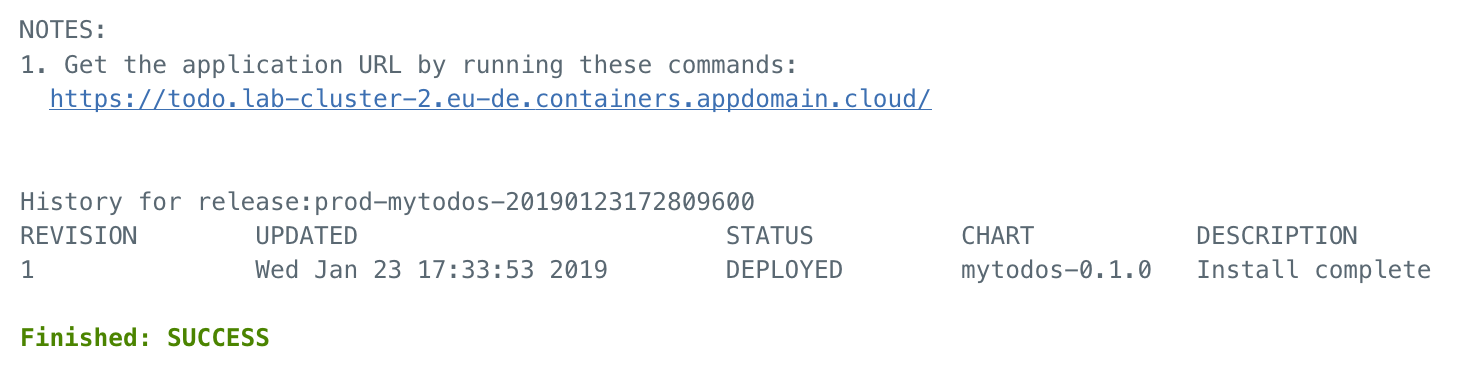 NOTES:
1. Get the application URL by running these commands:
https://todo.lab-cluster-2.eu-de.containers.appdomain.cloud/
History for release:prod-mytodos-20190123172809600
REVISION UPDATED STATUS CHART DESCRIPTION
1 Wed Jan 23 17:33:53 2019 DEPLOYED mytodos-0.1.0 Install complete
Finished: SUCCESS